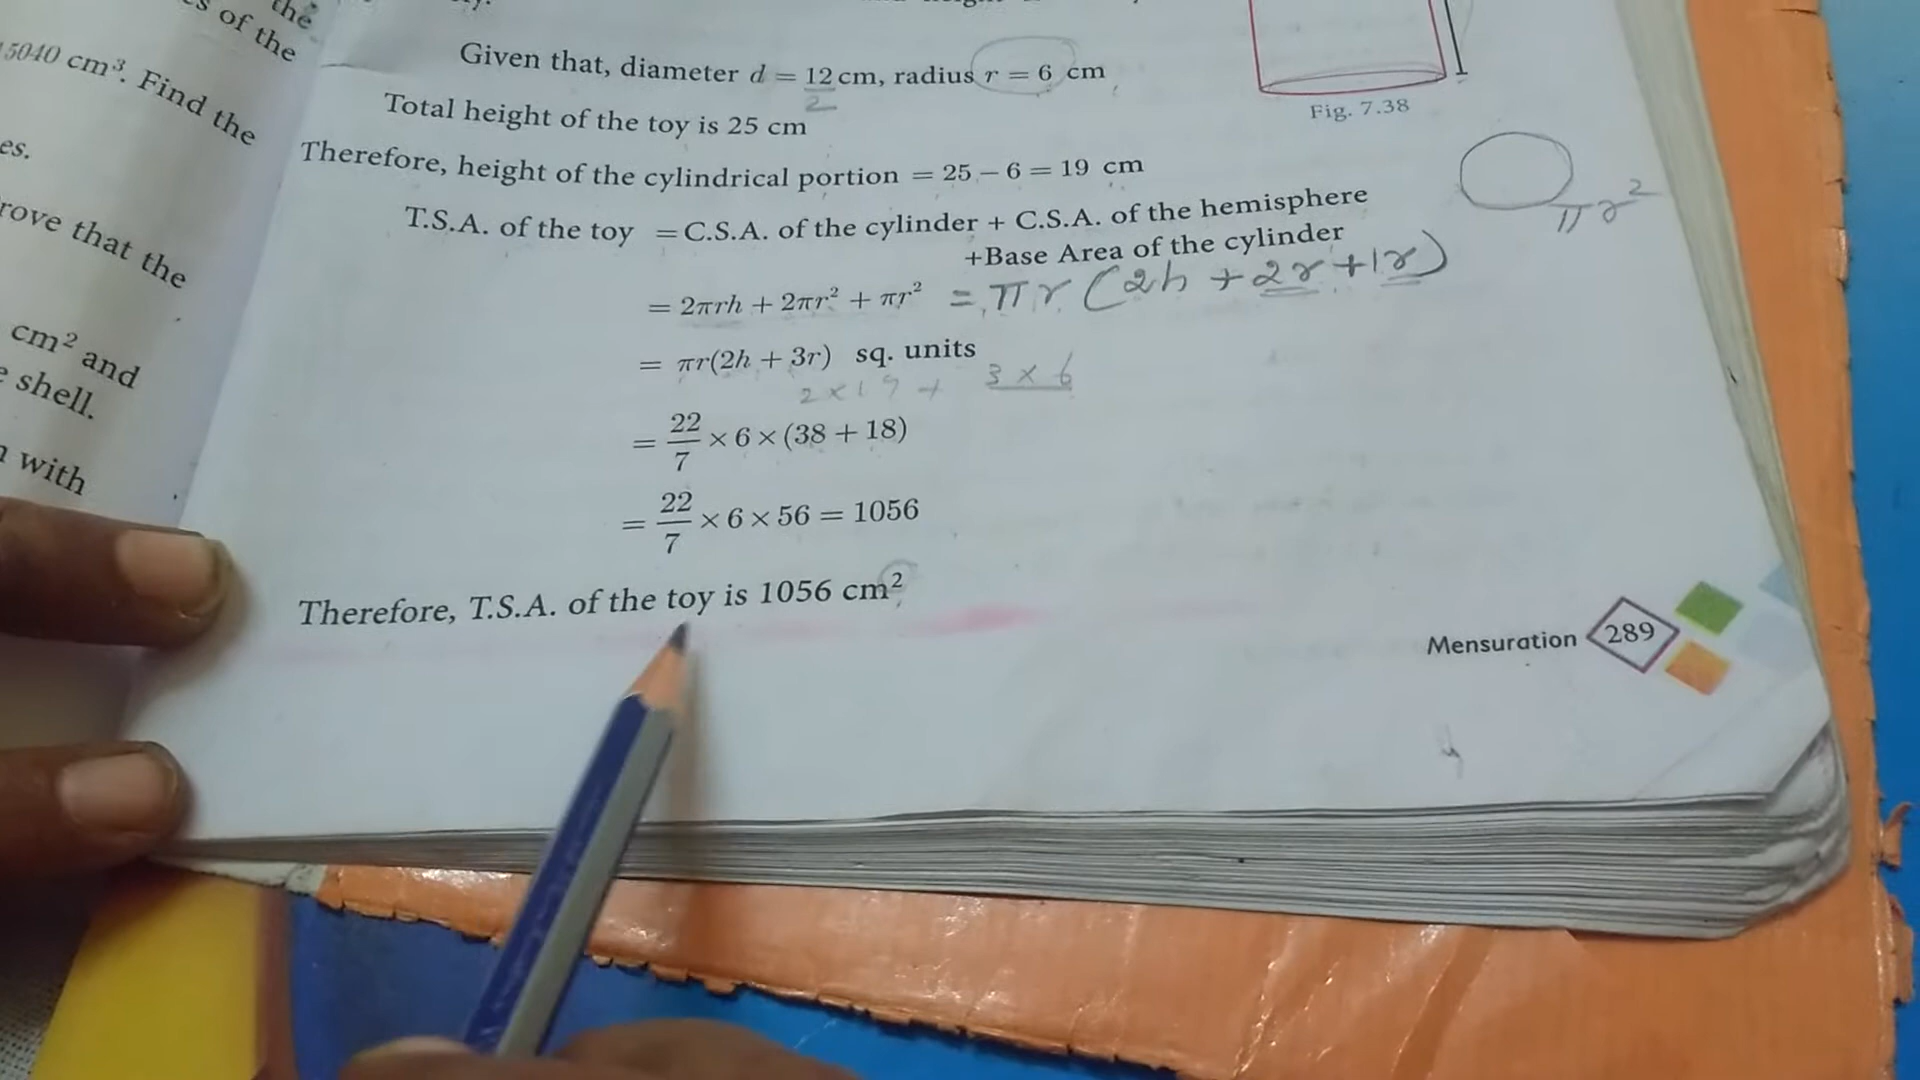 the
s of the
5040 cm³. Find the
es.
rove that the
cm² and
e shell.
with
Given that, diameter d = 12 cm, radius r = 6 cm
2
Fig. 7.38
Total height of the toy is 25 cm
Therefore, height of the cylindrical portion = 25 − 6 = 19 cm
πr²
T.S.A. of the toy = C.S.A. of the cylinder + C.S.A. of the hemisphere
+Base Area of the cylinder
= 2πrh + 2πr² + πr² = πr (2h + 2r + 1r)
= πr(2h + 3r) sq. units
2 × 19 + 3 × 6
= 22/7 × 6 × (38 + 18)
= 22/7 × 6 × 56 = 1056
Therefore, T.S.A. of the toy is 1056 cm²
Mensuration 289